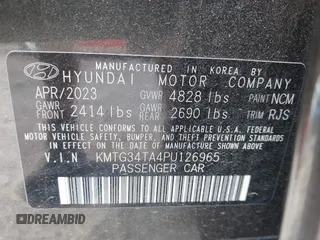 MANUFACTURED IN KOREA BY
HYUNDAI MOTOR COMPANY
APR/2023 GVWR 4828 lbs PAINT NCM
GAWR FRONT 2414 lbs GAWR REAR 2690 lbs TRIM RJS
THIS VEHICLE CONFORMS TO ALL APPLICABLE U.S.A. FEDERAL
MOTOR VEHICLE SAFETY, BUMPER, AND THEFT PREVENTION
STANDARDS IN EFFECT ON THE DATE OF MANUFACTURE
SHOWN ABOVE.
V.I.N KMTG34TA4PU126965
PASSENGER CAR